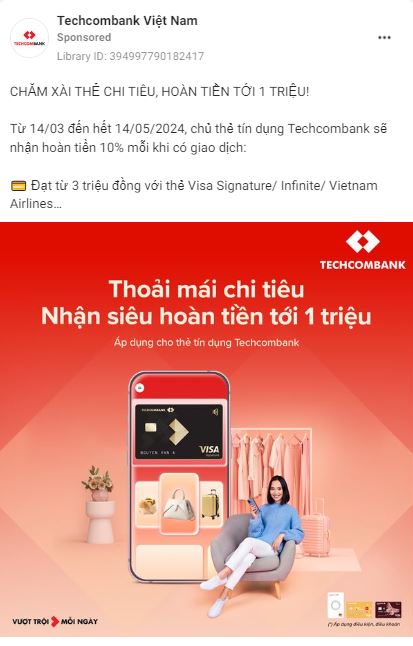 Techcombank Việt Nam
Sponsored
TECHCOMBANK
Library ID: 394997790182417
CHĂM XÀI THẺ CHI TIÊU, HOÀN TIỀN TỚI 1 TRIỆU!
Từ 14/03 đến hết 14/05/2024, chủ thẻ tín dụng Techcombank sẽ
nhận hoàn tiền 10% mỗi khi có giao dịch:
💳 Đạt từ 3 triệu đồng với thẻ Visa Signature/ Infinite/ Vietnam
Airlines…
TECHCOMBANK
Thoải mái chi tiêu
Nhận siêu hoàn tiền tới 1 triệu
Áp dụng cho thẻ tín dụng Techcombank
TECHCOMBANK
NGUYEN VAN A
VISA
Signature
VƯỢT TRỘI MỖI NGÀY
(*) Áp dụng điều kiện, điều khoản